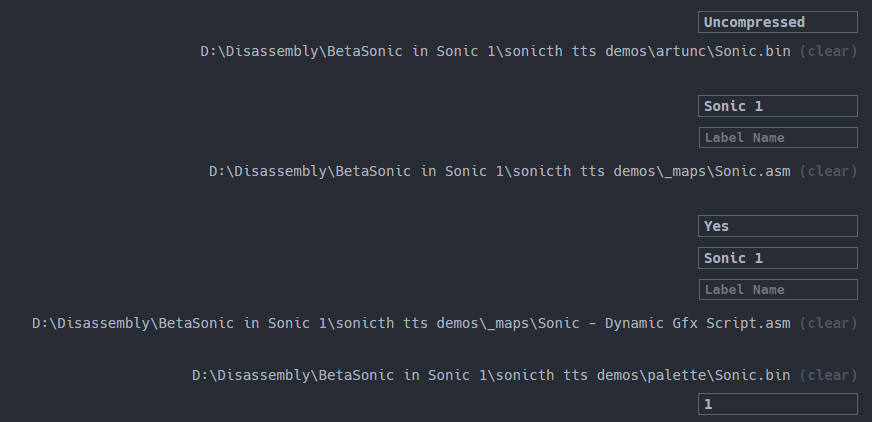 Uncompressed
D:\Disassembly\BetaSonic in Sonic 1\sonicth tts demos\artunc\Sonic.bin (clear)
Sonic 1
Label Name
D:\Disassembly\BetaSonic in Sonic 1\sonicth tts demos\_maps\Sonic.asm (clear)
Yes
Sonic 1
Label Name
D:\Disassembly\BetaSonic in Sonic 1\sonicth tts demos\_maps\Sonic - Dynamic Gfx Script.asm (clear)
D:\Disassembly\BetaSonic in Sonic 1\sonicth tts demos\palette\Sonic.bin (clear)
1